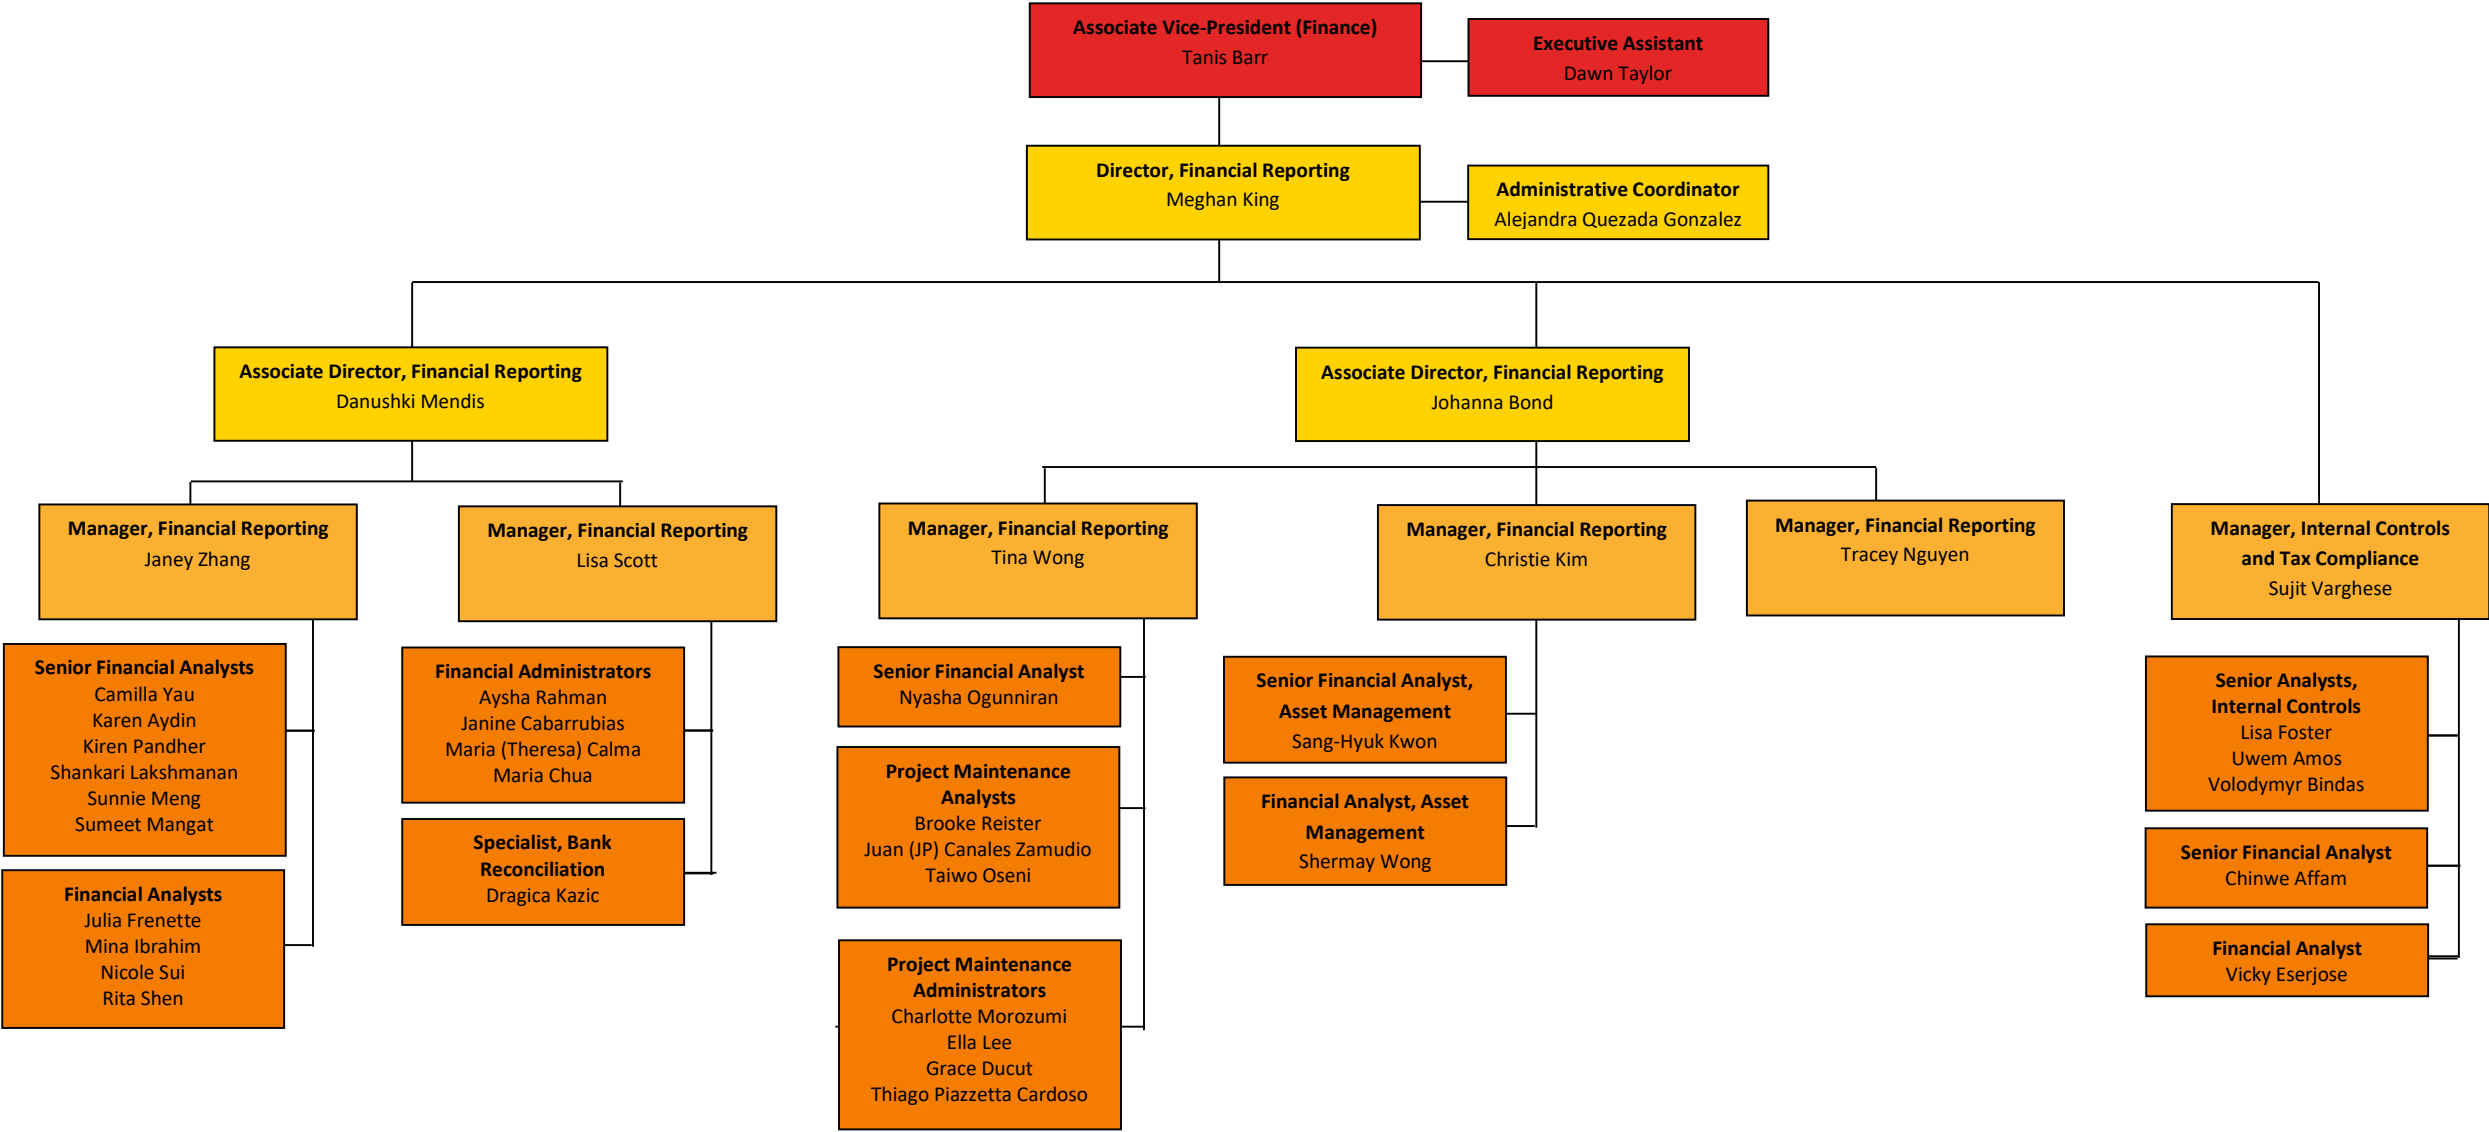 Associate Vice-President (Finance)
Tanis Barr
Executive Assistant
Dawn Taylor
Director, Financial Reporting
Meghan King
Administrative Coordinator
Alejandra Quezada Gonzalez
Associate Director, Financial Reporting
Danushki Mendis
Associate Director, Financial Reporting
Johanna Bond
Manager, Financial Reporting
Janey Zhang
Manager, Financial Reporting
Lisa Scott
Manager, Financial Reporting
Tina Wong
Manager, Financial Reporting
Christie Kim
Manager, Financial Reporting
Tracey Nguyen
Manager, Internal Controls
and Tax Compliance
Sujit Varghese
Senior Financial Analysts
Camilla Yau
Karen Aydin
Kiren Pandher
Shankari Lakshmanan
Sunnie Meng
Sumeet Mangat
Financial Analysts
Julia Frenette
Mina Ibrahim
Nicole Sui
Rita Shen
Financial Administrators
Aysha Rahman
Janine Cabarrubias
Maria (Theresa) Calma
Maria Chua
Specialist, Bank
Reconciliation
Dragica Kazic
Senior Financial Analyst
Nyasha Ogunniran
Project Maintenance
Analysts
Brooke Reister
Juan (JP) Canales Zamudio
Taiwo Oseni
Project Maintenance
Administrators
Charlotte Morozumi
Ella Lee
Grace Ducut
Thiago Piazzetta Cardoso
Senior Financial Analyst,
Asset Management
Sang-Hyuk Kwon
Financial Analyst, Asset
Management
Shermay Wong
Senior Analysts,
Internal Controls
Lisa Foster
Uwem Amos
Volodymyr Bindas
Senior Financial Analyst
Chinwe Affam
Financial Analyst
Vicky Eserjose